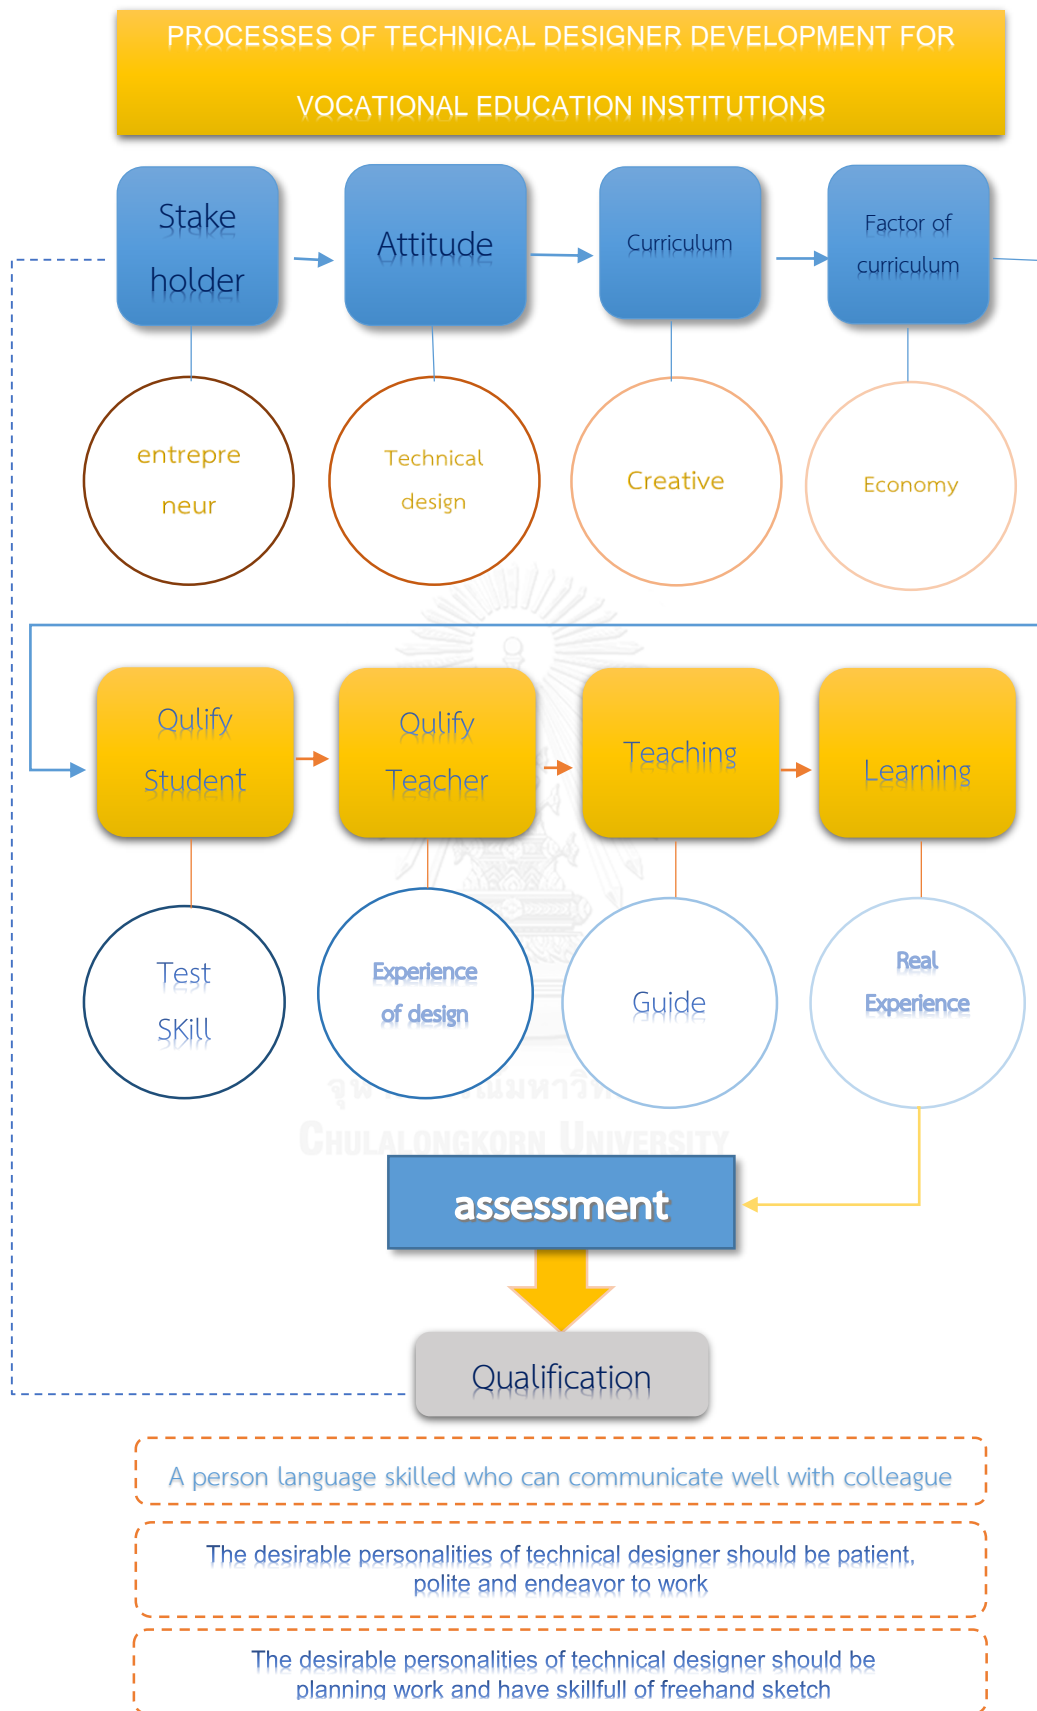 PROCESSES OF TECHNICAL DESIGNER DEVELOPMENT FOR
VOCATIONAL EDUCATION INSTITUTIONS
Stake
holder
Attitude
Curriculum
Factor of
curriculum
entrepre
neur
Technical
design
Creative
Economy
Qulify
Student
Qulify
Teacher
Teaching
Learning
Test
SKill
Experience
of design
Guide
Real
Experience
CHULALONGKORN UNIVERSITY
assessment
Qualification
A person language skilled who can communicate well with colleague
The desirable personalities of technical designer should be patient,
polite and endeavor to work
The desirable personalities of technical designer should be
planning work and have skillfull of freehand sketch